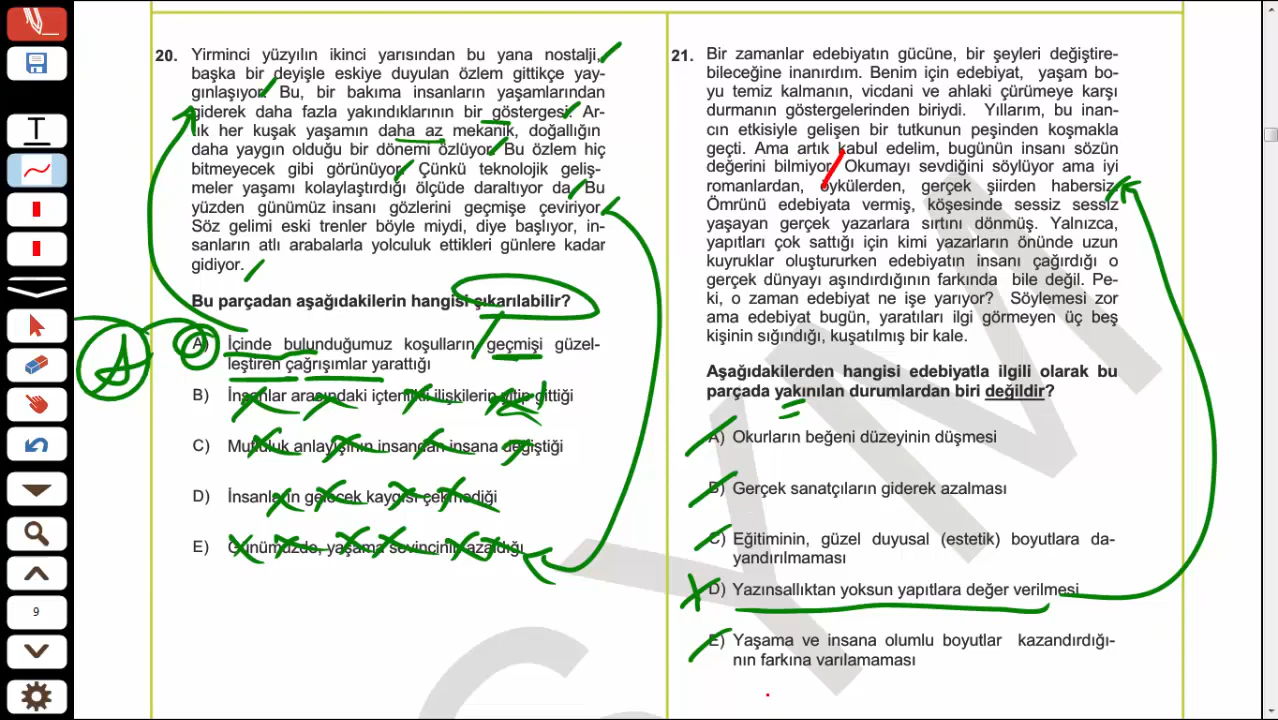 20. Yirminci yüzyılın ikinci yarısından bu yana nostalji,
başka bir deyişle eskiye duyulan özlem gittikçe yay-
gınlaşıyor. Bu, bir bakıma insanların yaşamlarından
giderek daha fazla yakındıklarının bir göstergesi. Ar-
tık her kuşak yaşamın daha az mekanik, doğallığın
daha yaygın olduğu bir dönemi özlüyor. Bu özlem hiç
bitmeyecek gibi görünüyor. Çünkü teknolojik geliş-
meler yaşamı kolaylaştırdığı ölçüde daraltıyor da. Bu
yüzden günümüz insanı gözlerini geçmişe çeviriyor.
Söz gelimi eski trenler böyle miydi, diye başlıyor, in-
sanların atlı arabalarla yolculuk ettikleri günlere kadar
gidiyor.
Bu parçadan aşağıdakilerin hangisi çıkarılabilir?
A) İçinde bulunduğumuz koşulların geçmişi güzel-
leştiren çağrışımlar yarattığı
B) İnsanlar arasındaki içtenlikli ilişkilerin yitip gittiği
C) Mutluluk anlayışının insandan insana değiştiği
D) İnsanların gelecek kaygısı çekmediği
E) Günümüzde, yaşama sevincinin azaldığı
A
21. Bir zamanlar edebiyatın gücüne, bir şeyleri değiştire-
bileceğine inanırdım. Benim için edebiyat, yaşam bo-
yu temiz kalmanın, vicdani ve ahlaki çürümeye karşı
durmanın göstergelerinden biriydi. Yıllarım, bu inan-
cın etkisiyle gelişen bir tutkunun peşinden koşmakla
geçti. Ama artık kabul edelim, bugünün insanı sözün
değerini bilmiyor. Okumayı sevdiğini söylüyor ama iyi
romanlardan, öykülerden, gerçek şiirden habersiz.
Ömrünü edebiyata vermiş, köşesinde sessiz sessiz
yaşayan gerçek yazarlara sırtını dönmüş. Yalnızca,
yapıtları çok sattığı için kimi yazarların önünde uzun
kuyruklar oluştururken edebiyatın insanı çağırdığı o
gerçek dünyayı aşındırdığının farkında bile değil. Pe-
ki, o zaman edebiyat ne işe yarıyor? Söylemesi zor
ama edebiyat bugün, yaratıları ilgi görmeyen üç beş
kişinin sığındığı, kuşatılmış bir kale.
Aşağıdakilerden hangisi edebiyatla ilgili olarak bu
parçada yakınılan durumlardan biri değildir?
A) Okurların beğeni düzeyinin düşmesi
B) Gerçek sanatçıların giderek azalması
C) Eğitiminin, güzel duyusal (estetik) boyutlara da-
yandırılmaması
D) Yazınsallıktan yoksun yapıtlara değer verilmesi
E) Yaşama ve insana olumlu boyutlar kazandırdığı-
nın farkına varılamaması
T
9